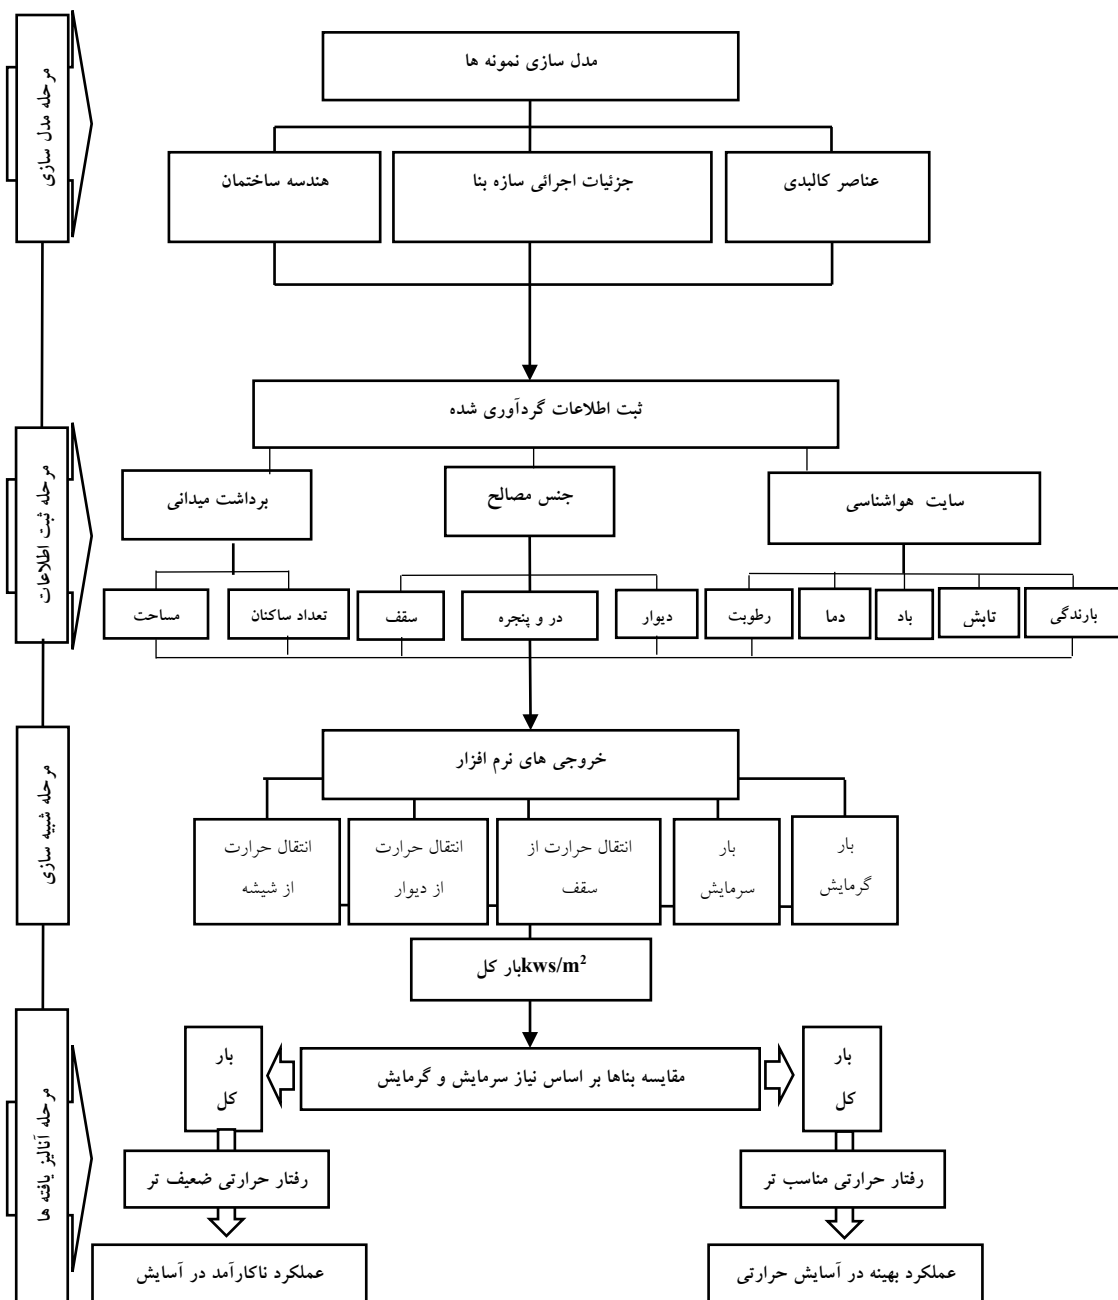 مرحله مدل سازی
مدل سازی نمونه ها
عناصر کالبدی
جزئیات اجرائی سازه بنا
هندسه ساختمان
مرحله ثبت اطلاعات
ثبت اطلاعات گردآوری شده
سایت هواشناسی
جنس مصالح
برداشت میدانی
بارندگی
تابش
باد
دما
رطوبت
دیوار
در و پنجره
سقف
تعداد ساکنان
مساحت
مرحله شبیه سازی
خروجی های نرم افزار
بار
گرمایش
بار
سرمایش
انتقال حرارت از
سقف
انتقال حرارت
از دیوار
انتقال حرارت
از شیشه
بار کل kws/m²
مرحله آنالیز یافته ها
مقایسه بناها بر اساس نیاز سرمایش و گرمایش
بار
کل
بار
کل
رفتار حرارتی مناسب تر
رفتار حرارتی ضعیف تر
عملکرد بهینه در آسایش حرارتی
عملکرد ناکارآمد در آسایش